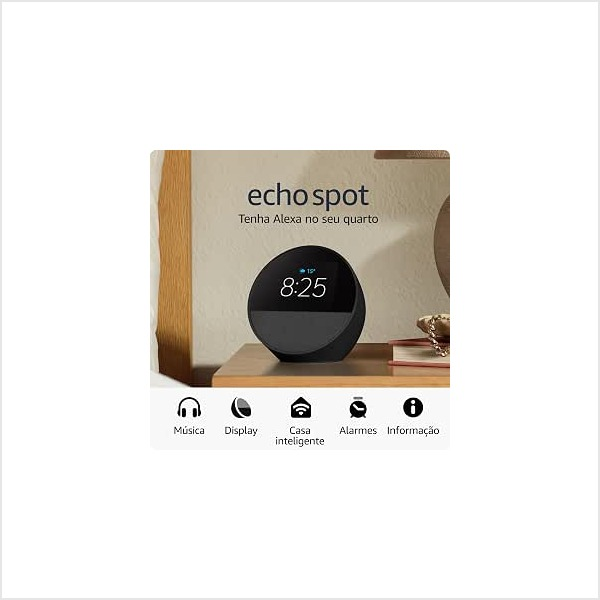 echo spot
Tenha Alexa no seu quarto
15°
8:25
Música
Display
Casa
inteligente
Alarmes
Informação